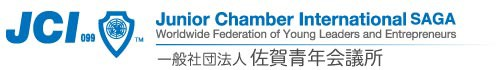 JCI 099 TM
Junior Chamber International SAGA
Worldwide Federation of Young Leaders and Entrepreneurs
一般社団法人 佐賀青年会議所